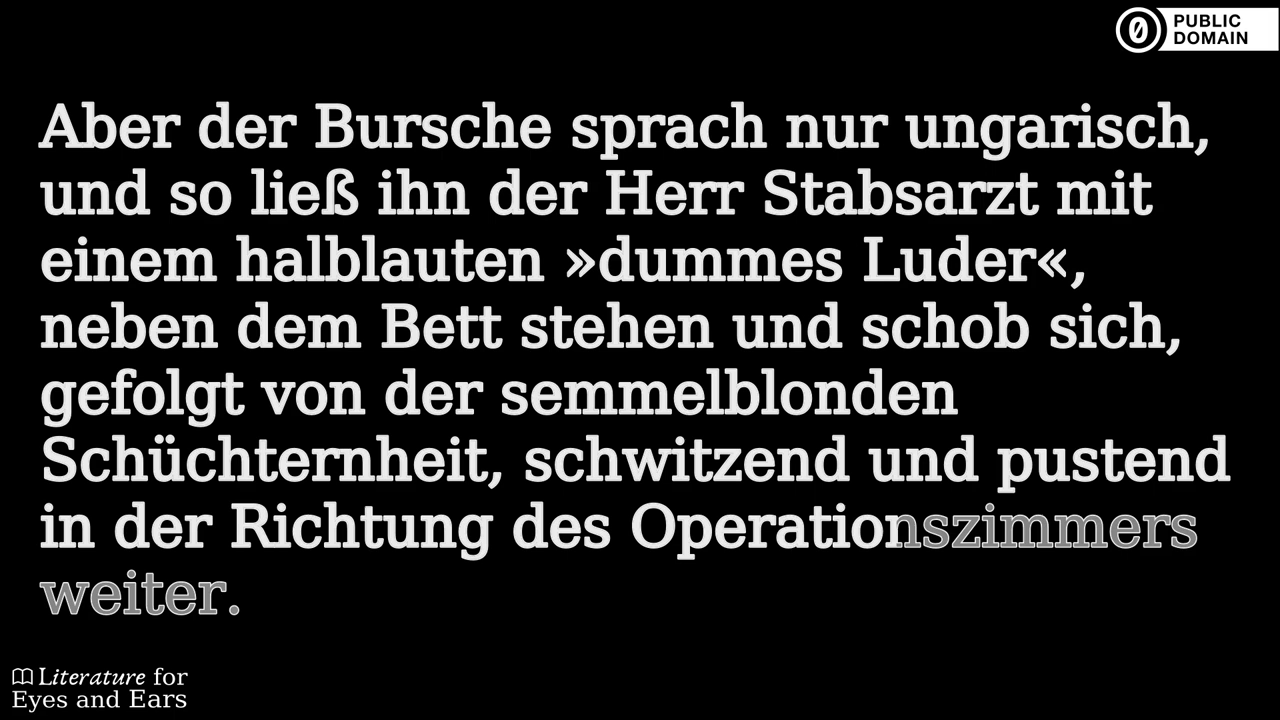 PUBLIC
DOMAIN
Aber der Bursche sprach nur ungarisch,
und so ließ ihn der Herr Stabsarzt mit
einem halblauten »dummes Luder«,
neben dem Bett stehen und schob sich,
gefolgt von der semmelblonden
Schüchternheit, schwitzend und pustend
in der Richtung des Operationszimmers
weiter.
Literature for
Eyes and Ears